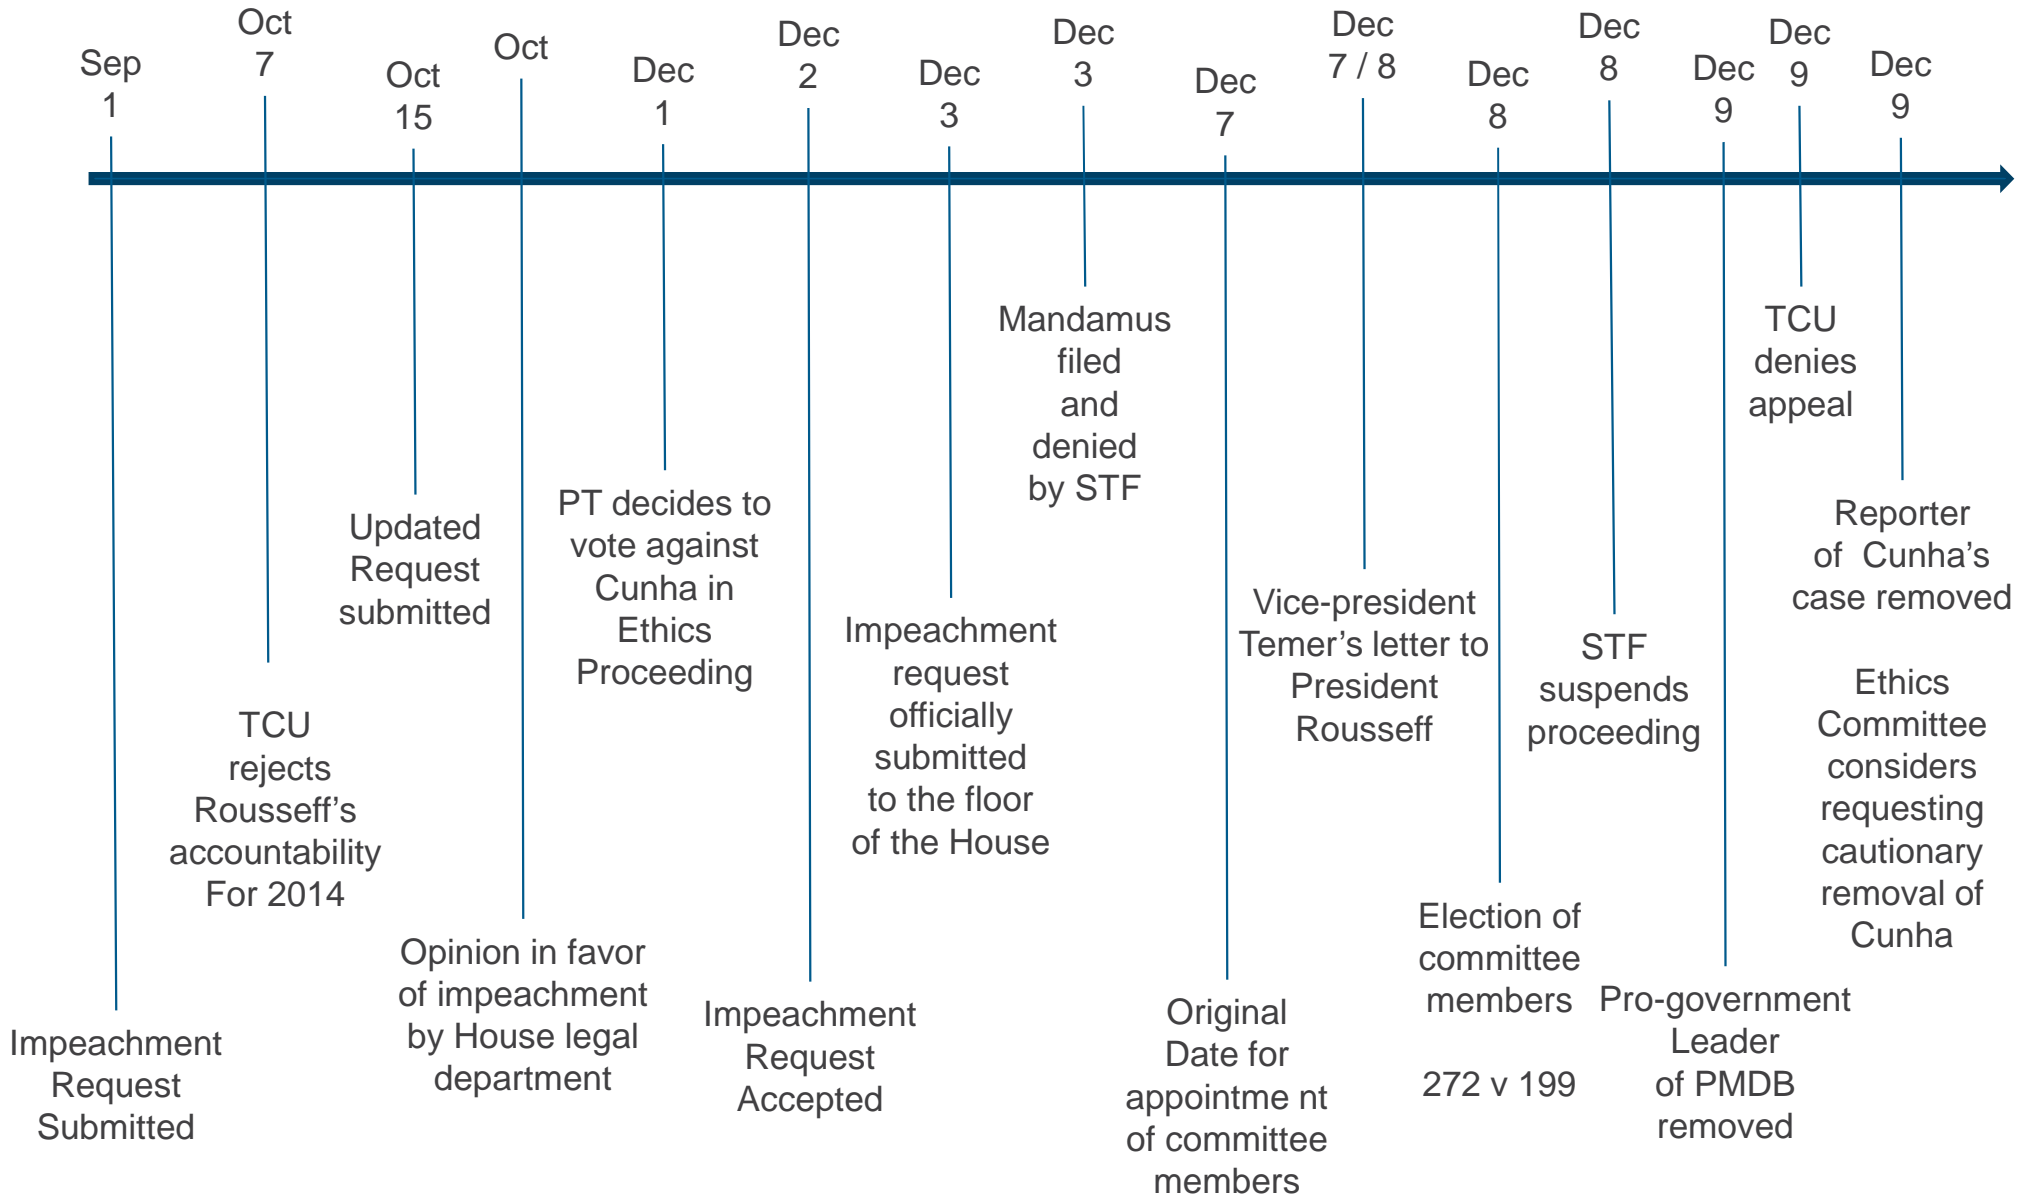 Sep
1
Oct
7
Oct
15
Oct
Dec
1
Dec
2
Dec
3
Dec
3
Dec
7
Dec
7 / 8
Dec
8
Dec
8
Dec
9
Dec
9
Dec
9
Impeachment
Request
Submitted
TCU
rejects
Rousseff’s
accountability
For 2014
Updated
Request
submitted
Opinion in favor
of impeachment
by House legal
department
PT decides to
vote against
Cunha in
Ethics
Proceeding
Impeachment
Request
Accepted
Impeachment
request
officially
submitted
to the floor
of the House
Mandamus
filed
and
denied
by STF
Original
Date for
appointme nt
of committee
members
Vice-president
Temer’s letter to
President
Rousseff
Election of
committee
members
272 v 199
STF
suspends
proceeding
Pro-government
Leader
of PMDB
removed
TCU
denies
appeal
Reporter
of Cunha’s
case removed
Ethics
Committee
considers
requesting
cautionary
removal of
Cunha